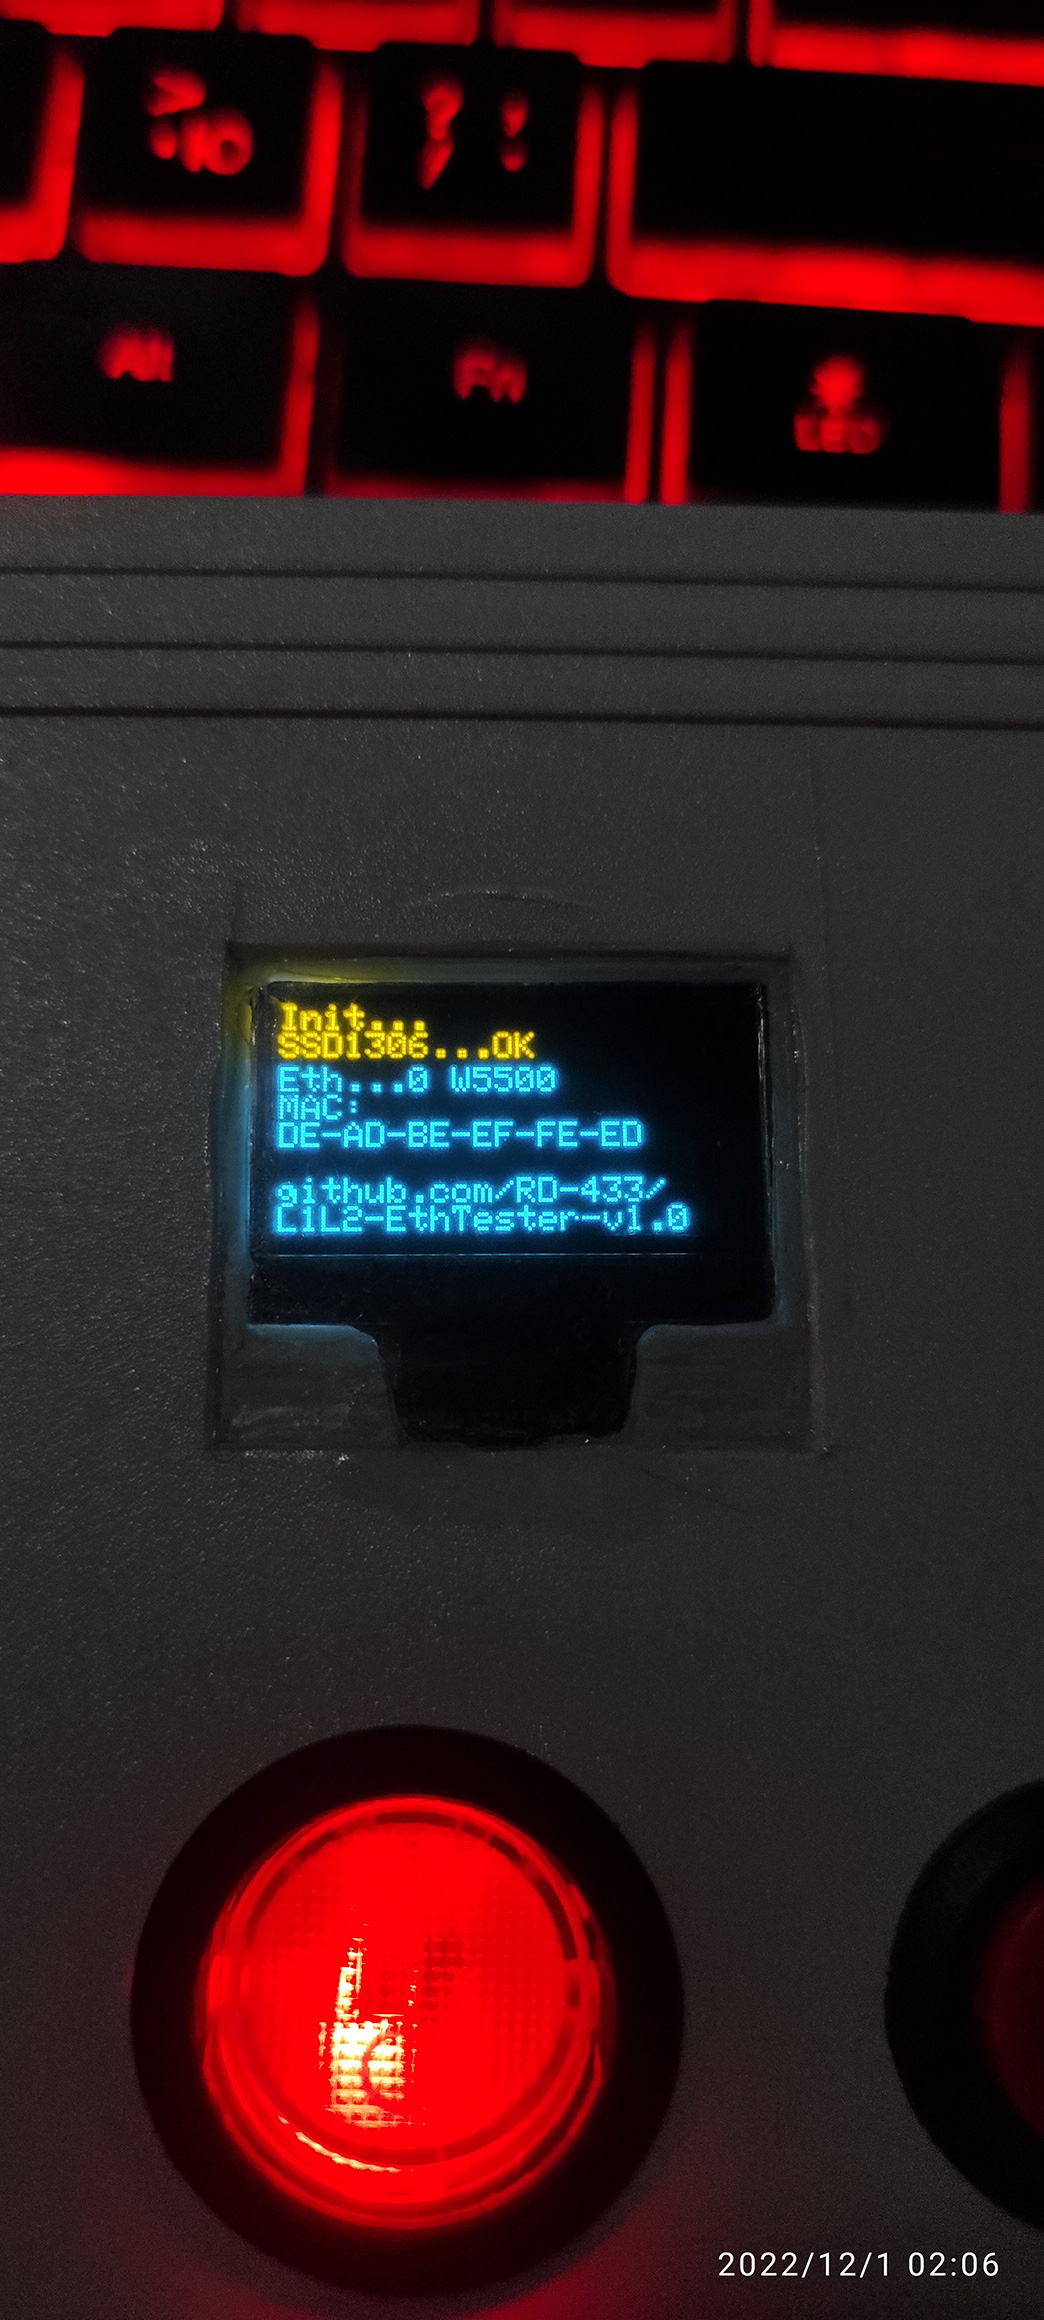 Alt
Fn
LED
Init...
SSD1306...OK
Eth...0 W5500
MAC:
DE-AD-BE-EF-FE-ED
github.com/RD-433/
L1L2-EthTester-v1.0
2022/12/1 02:06